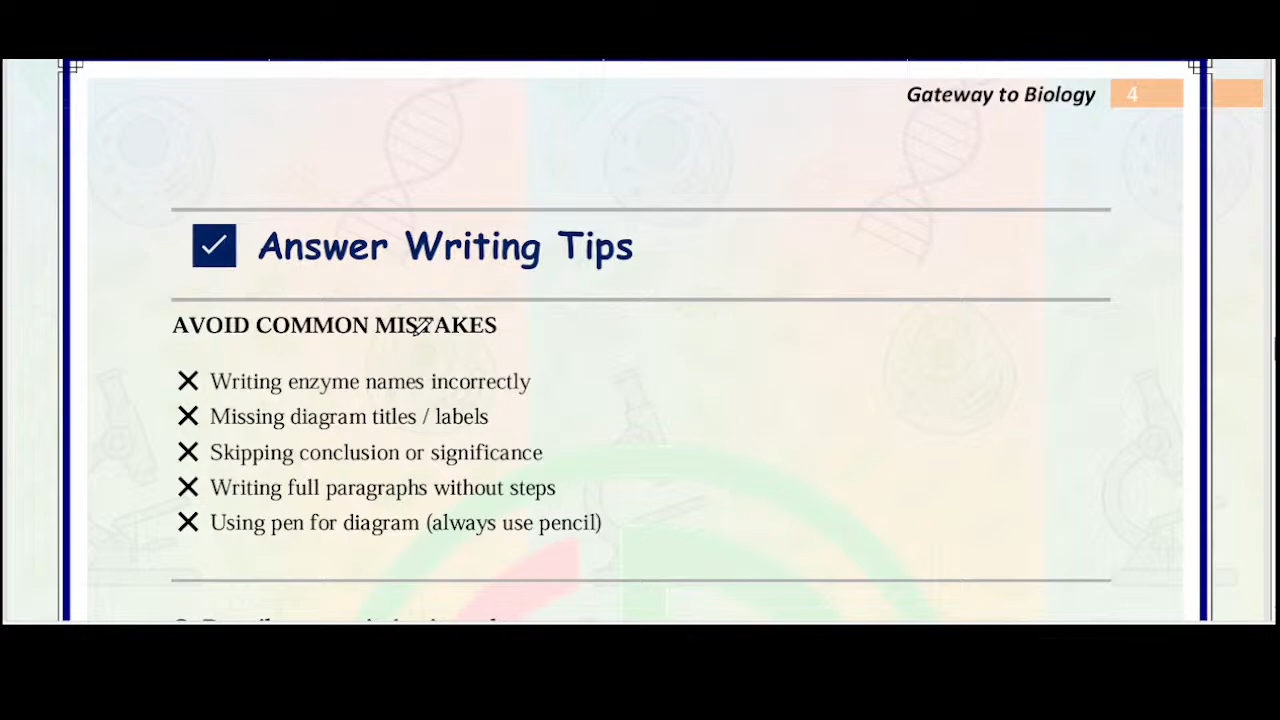 Gateway to Biology 4
Answer Writing Tips
AVOID COMMON MISTAKES
Writing enzyme names incorrectly
Missing diagram titles / labels
Skipping conclusion or significance
Writing full paragraphs without steps
Using pen for diagram (always use pencil)